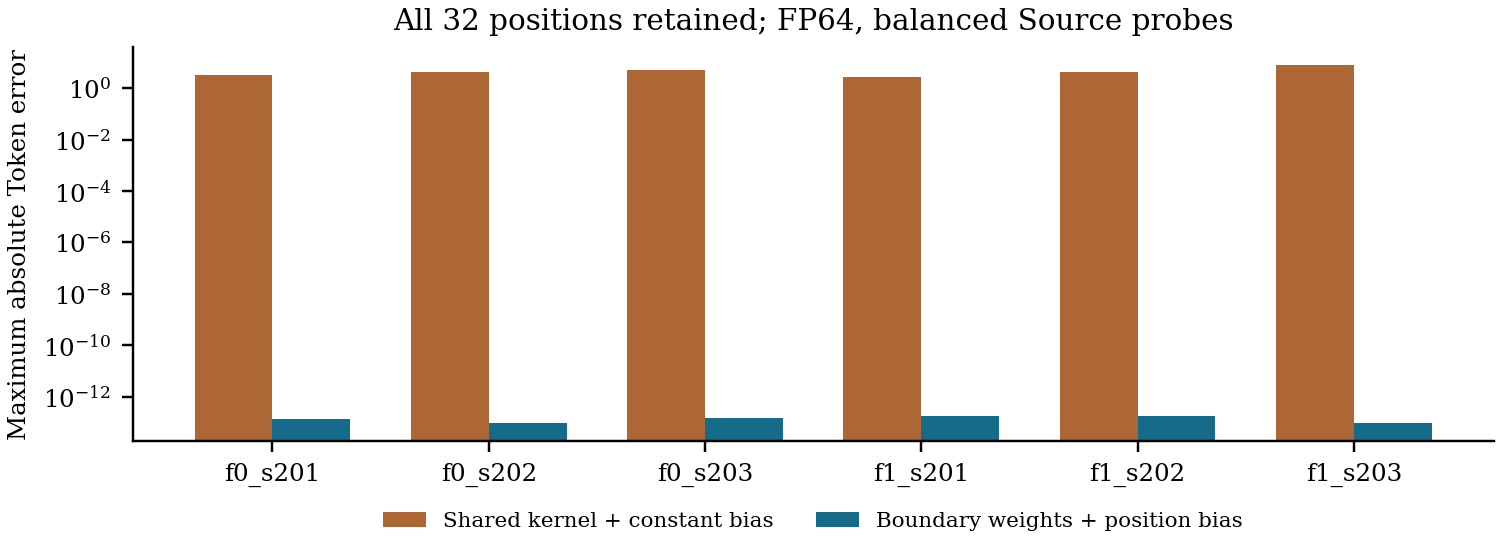 All 32 positions retained; FP64, balanced Source probes
Maximum absolute Token error
10⁰
10⁻²
10⁻⁴
10⁻⁶
10⁻⁸
10⁻¹⁰
10⁻¹²
f0_s201 f0_s202 f0_s203 f1_s201 f1_s202 f1_s203
Shared kernel + constant bias Boundary weights + position bias